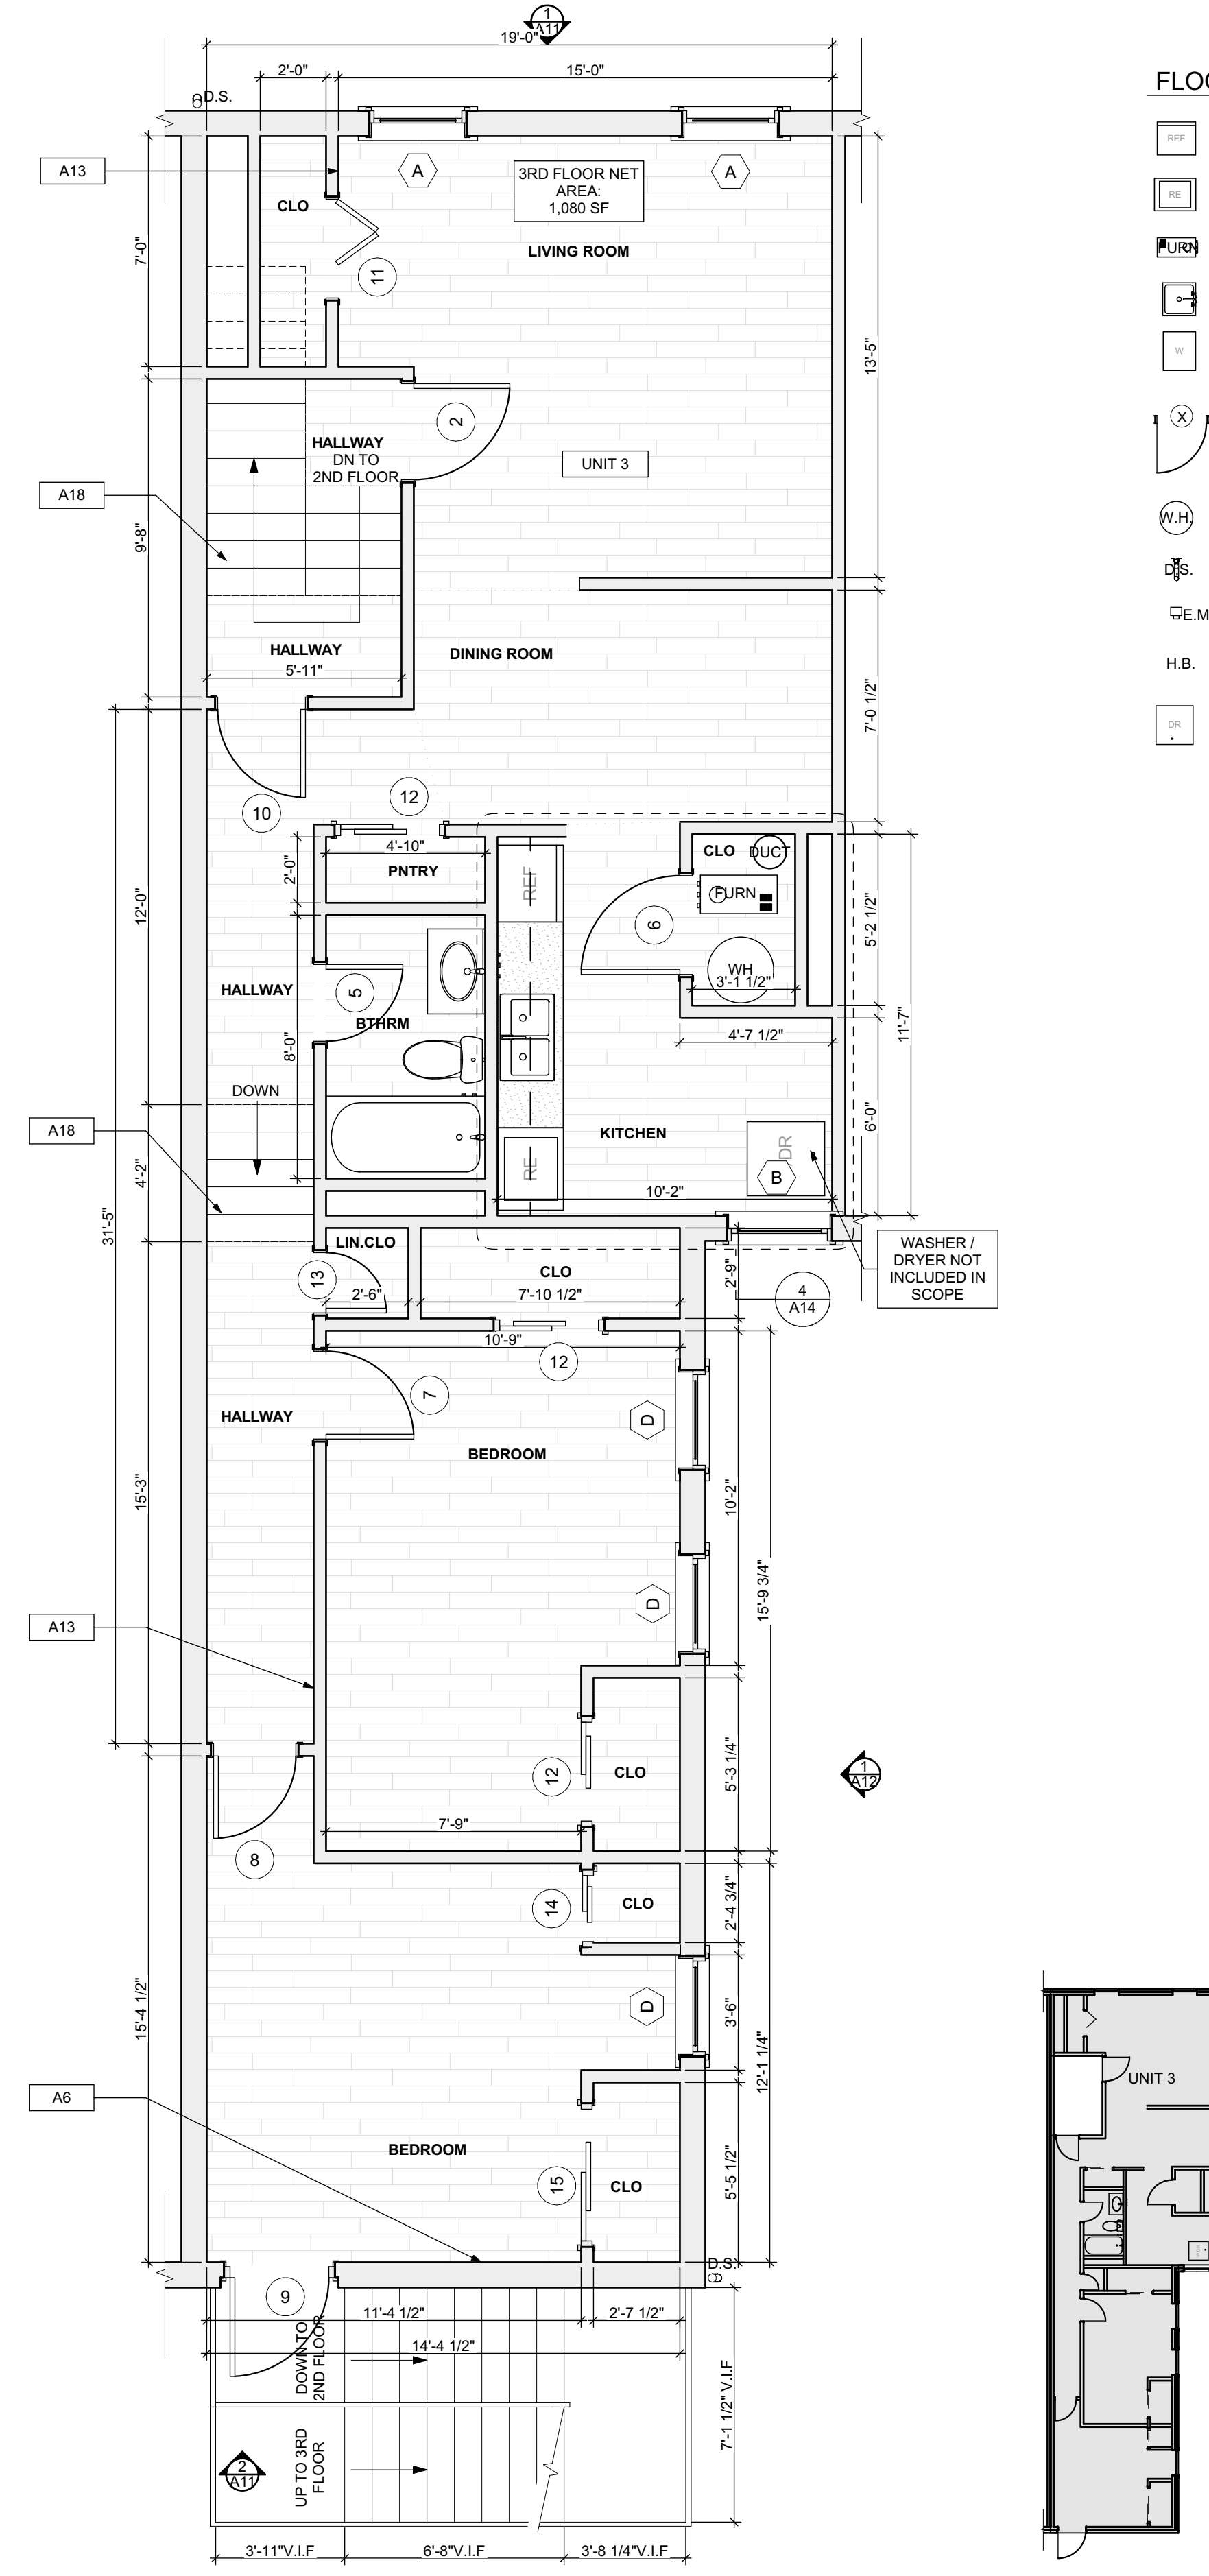 1
A11
19'-0"
2'-0"
15'-0"
D.S.
FLO
A13
A
A
3RD FLOOR NET
AREA:
1,080 SF
REF
CLO
RE
7'-0"
LIVING ROOM
FURN
11
13'-5"
W
2
X
HALLWAY
DN TO
2ND FLOOR
UNIT 3
A18
W.H.
9'-8"
D.S.
E.M
HALLWAY
DINING ROOM
5'-11"
H.B.
7'-0 1/2"
DR
12
10
4'-10"
CLO
DUCT
PNTRY
2'-0"
REF
FURN
12'-0"
6
5'-2 1/2"
WH
3'-1 1/2"
HALLWAY
5
BTHRM
8'-0"
4'-7 1/2"
11'-7"
DOWN
A18
KITCHEN
6'-0"
DR
B
RE
4'-2"
10'-2"
31'-5"
LIN.CLO
WASHER /
DRYER NOT
INCLUDED IN
SCOPE
CLO
13
2'-6"
7'-10 1/2"
2'-9"
4
A14
10'-9"
12
7
HALLWAY
D
BEDROOM
15'-3"
10'-2"
D
15'-9 3/4"
A13
12
CLO
5'-3 1/4"
1
A12
7'-9"
8
14
CLO
2'-4 3/4"
15'-4 1/2"
D
3'-6"
12'-1 1/4"
UNIT 3
A6
BEDROOM
15
CLO
5'-5 1/2"
D.S.
9
11'-4 1/2"
2'-7 1/2"
14'-4 1/2"
DOWN TO
2ND FLOOR
7'-1 1/2" V.I.F
2
A11
UP TO 3RD
FLOOR
3'-11"V.I.F
6'-8"V.I.F
3'-8 1/4"V.I.F